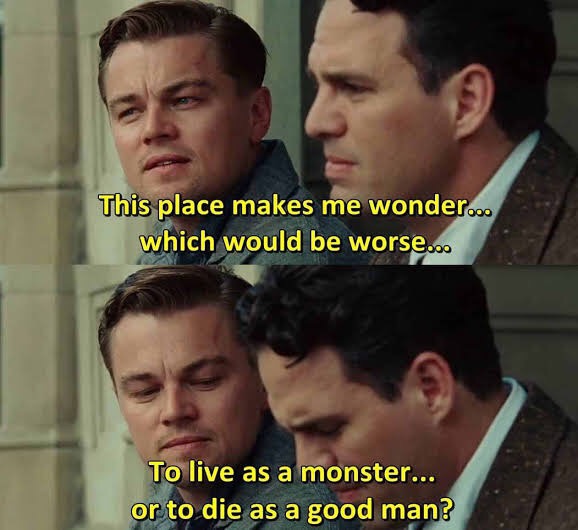 This place makes me wonder...
which would be worse...
To live as a monster...
or to die as a good man?